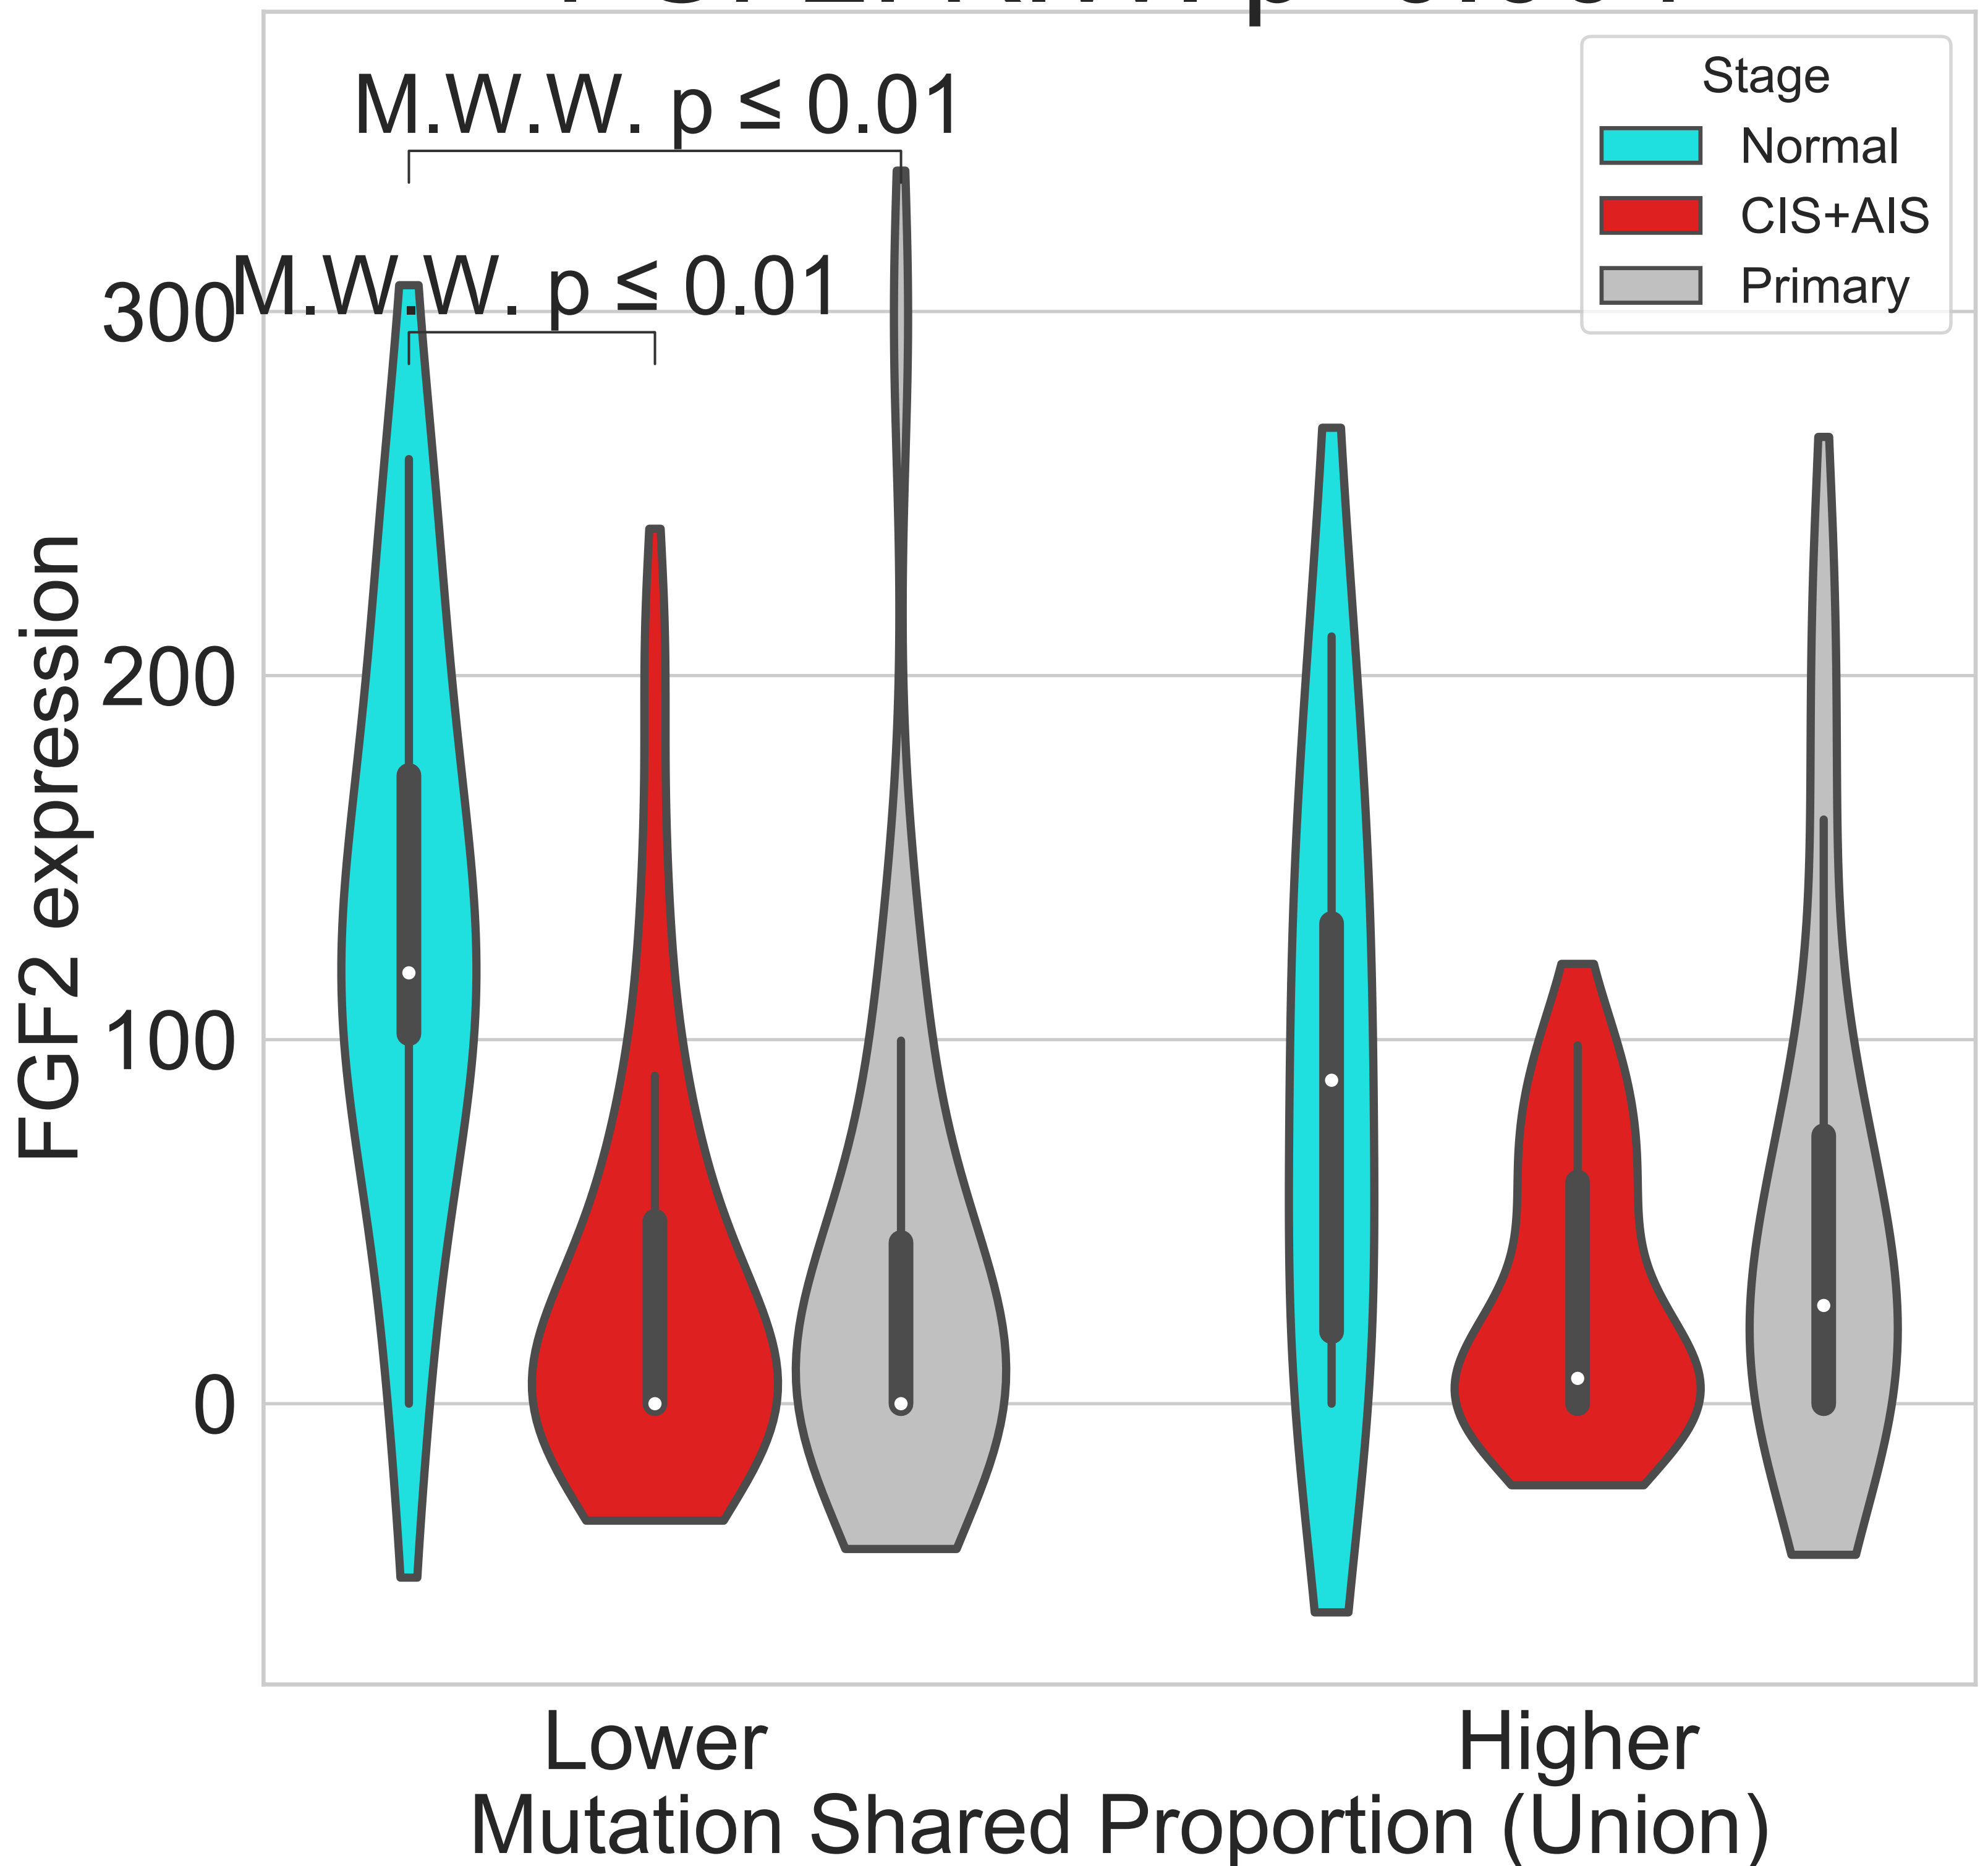 M.W.W. p ≤ 0.01
M.W.W. p ≤ 0.01
Stage
Normal
CIS+AIS
Primary
300
200
100
0
FGF2 expression
Lower
Higher
Mutation Shared Proportion (Union)